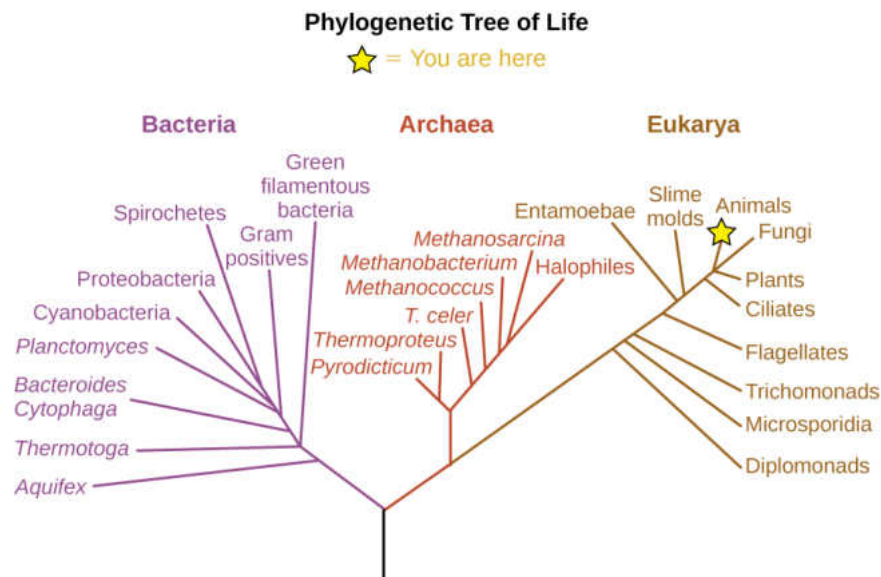 Phylogenetic Tree of Life
= You are here
Bacteria
Archaea
Eukarya
Green
filamentous
bacteria
Spirochetes
Gram
positives
Proteobacteria
Cyanobacteria
Planctomyces
Bacteroides
Cytophaga
Thermotoga
Aquifex
Methanosarcina
Methanobacterium
Halophiles
Methanococcus
T. celer
Thermoproteus
Pyrodicticum
Entamoebae
Slime
molds
Animals
Fungi
Plants
Ciliates
Flagellates
Trichomonads
Microsporidia
Diplomonads